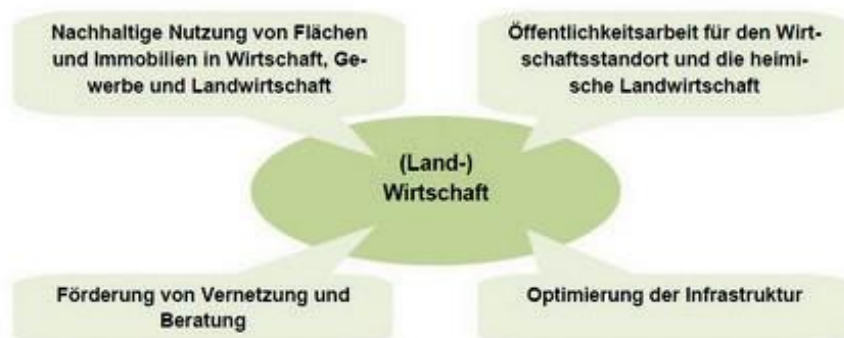 Nachhaltige Nutzung von Flächen
und Immobilien in Wirtschaft, Ge-
werbe und Landwirtschaft
Öffentlichkeitsarbeit für den Wirt-
schaftsstandort und die heimi-
sche Landwirtschaft
(Land-)
Wirtschaft
Förderung von Vernetzung und
Beratung
Optimierung der Infrastruktur